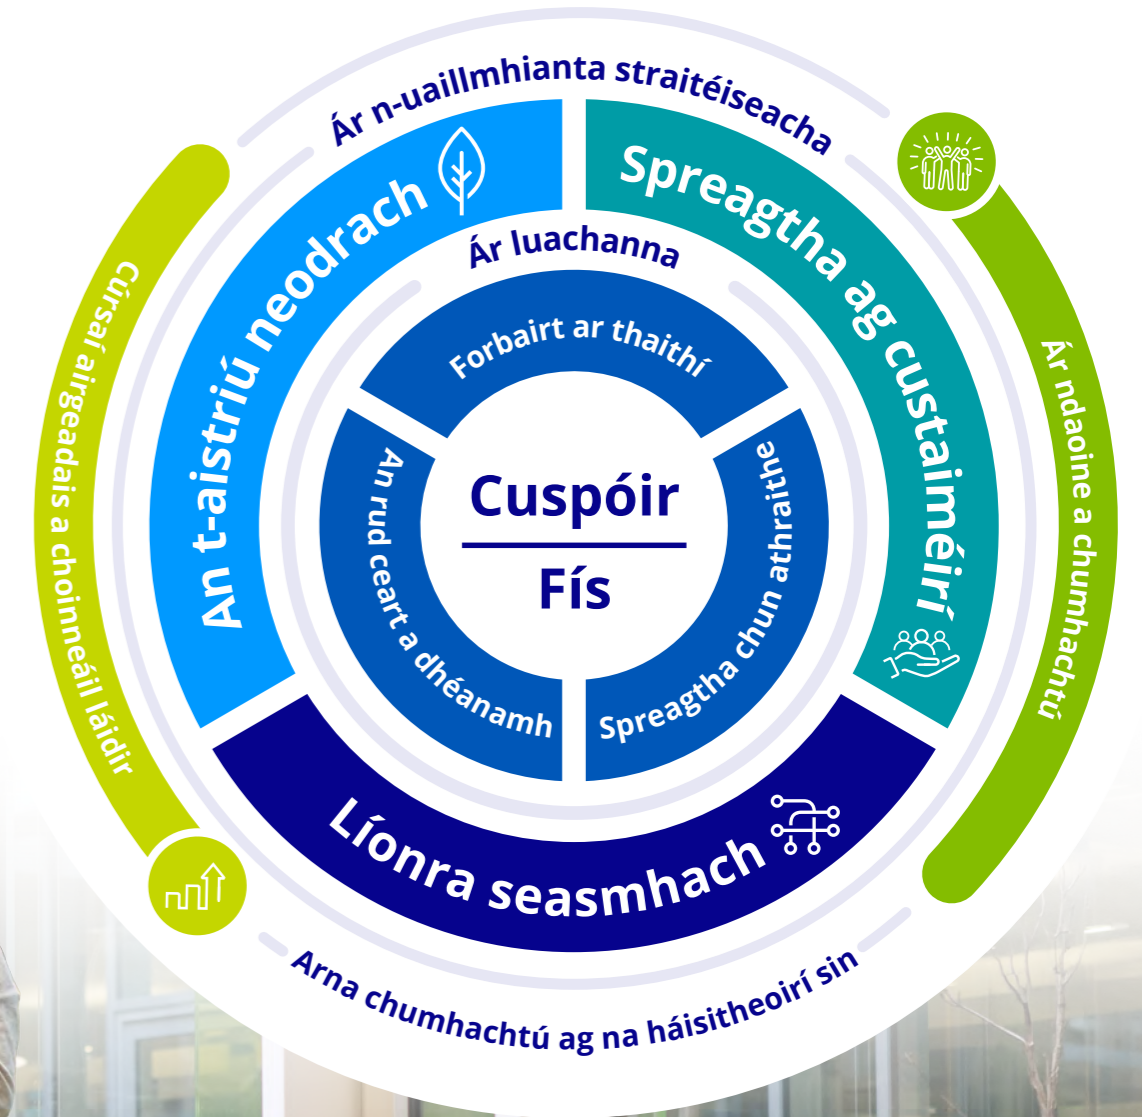 Ár n-uaillmhianta straitéiseacha
An t-aistriú neodrach
Spreagtha ag custaiméirí
Líonra seasmhach
Ár luachanna
Forbairt ar thaithí
An rud ceart a dhéanamh
Spreagtha chun athraithe
Cuspóir
Fís
Cúrsaí airgeadais a choinneáil láidir
Ár ndaoine a chumhachtú
Arna chumhachtú ag na háisitheoirí sin